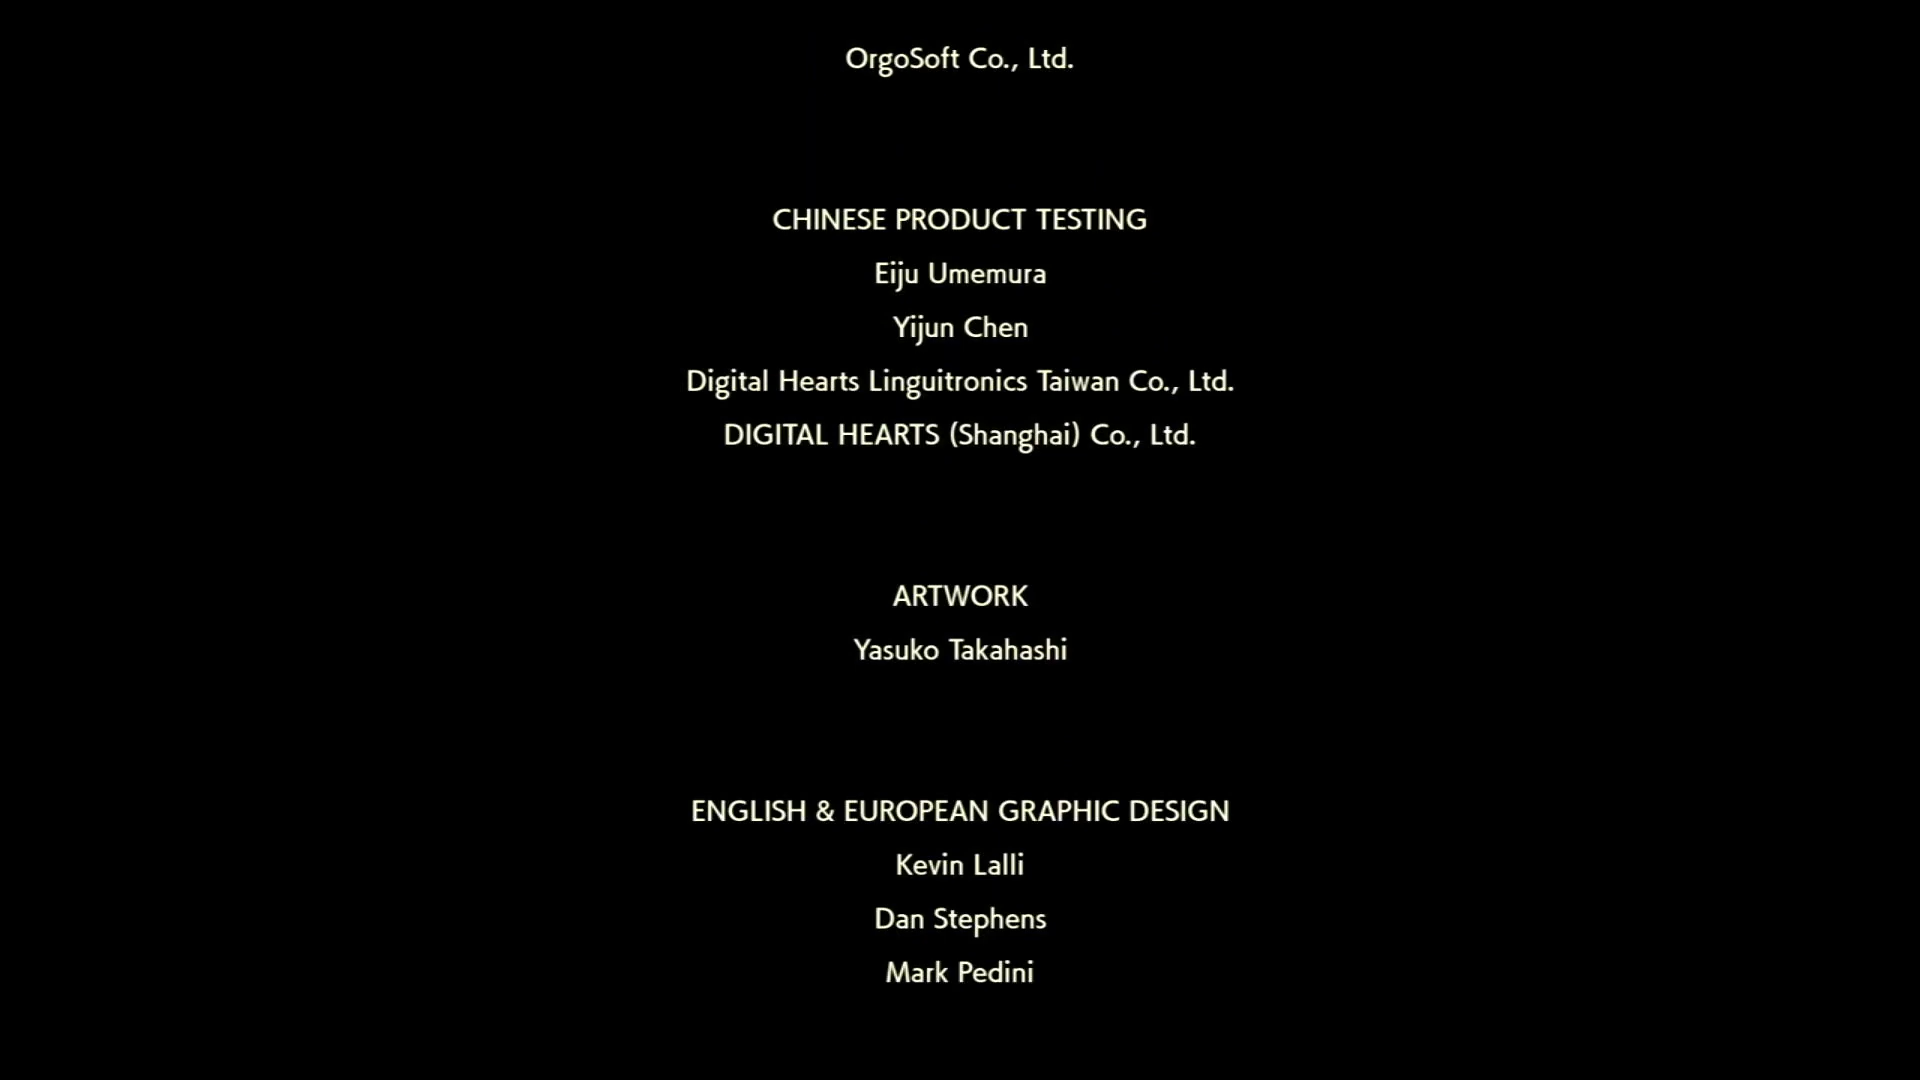 OrgoSoft Co., Ltd.
CHINESE PRODUCT TESTING
Eiju Umemura
Yijun Chen
Digital Hearts Linguitronics Taiwan Co., Ltd.
DIGITAL HEARTS (Shanghai) Co., Ltd.
ARTWORK
Yasuko Takahashi
ENGLISH & EUROPEAN GRAPHIC DESIGN
Kevin Lalli
Dan Stephens
Mark Pedini